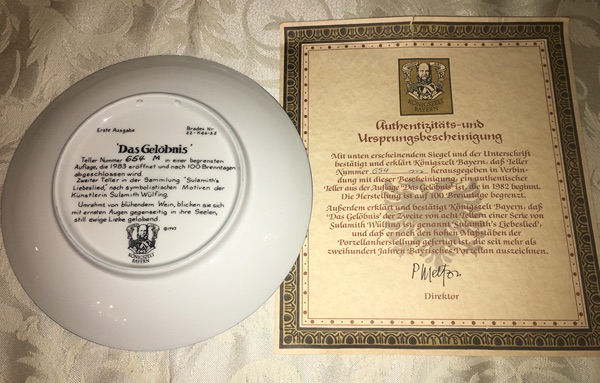 Erste Ausgabe
Bradex Nr.
22-K46-3.2
'Das Gelöbnis'
Teller Nummer 654 M in einer begrenzten
Auflage, die 1983 eröffnet und nach 100 Brenntagen
abgeschlossen wird.
Zweiter Teller in der Sammlung "Sulamith's
Liebeslied," nach symbolistischen Motiven der
Künstlerin Sulamith Wülfing.
Umrahmt von blühendem Wein, blicken sie sich
mit ernsten Augen gegenseitig in ihre Seelen,
still ewige Liebe gelobend.
©1983
KÖNIGSZELT
BAYERN
KÖNIGSZELT
BAYERN
Authentizitäts-und
Ursprungsbescheinigung
Mit unten erscheinendem Siegel und der Unterschrift
bestätigt und erklärt Königszelt Bayern, daß Teller
Nummer 654 herausgegeben in Verbin-
dung mit dieser Bescheinigung, ein authentischer
Teller aus der Auflage 'Das Gelöbnis' ist, die in 1982 beginnt.
Die Herstellung ist auf 100 Brenntage begrenzt.
Außerdem erklärt und bestätigt Königszelt Bayern, daß
'Das Gelöbnis' der Zweite von acht Tellern einer Serie von
Sulamith Wülfing ist, genannt 'Sulamith's Liebeslied',
und daß er nach den hohen Maßstäben der
Porzellanherstellung gefertigt ist, die seit mehr als
zweihundert Jahren Bayrisches Porzellan auszeichnen.
Direktor